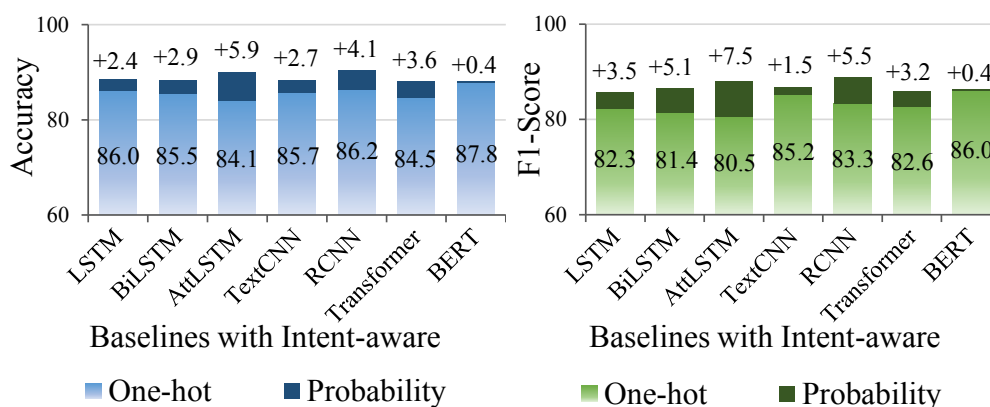 Accuracy
100
80
60
+2.4
+2.9
+5.9
+2.7
+4.1
+3.6
+0.4
86.0
85.5
84.1
85.7
86.2
84.5
87.8
LSTM
BiLSTM
AttLSTM
TextCNN
RCNN
Transformer
BERT
Baselines with Intent-aware
One-hot
Probability
F1-Score
100
80
60
+3.5
+5.1
+7.5
+1.5
+5.5
+3.2
+0.4
82.3
81.4
80.5
85.2
83.3
82.6
86.0
LSTM
BiLSTM
AttLSTM
TextCNN
RCNN
Transformer
BERT
Baselines with Intent-aware
One-hot
Probability